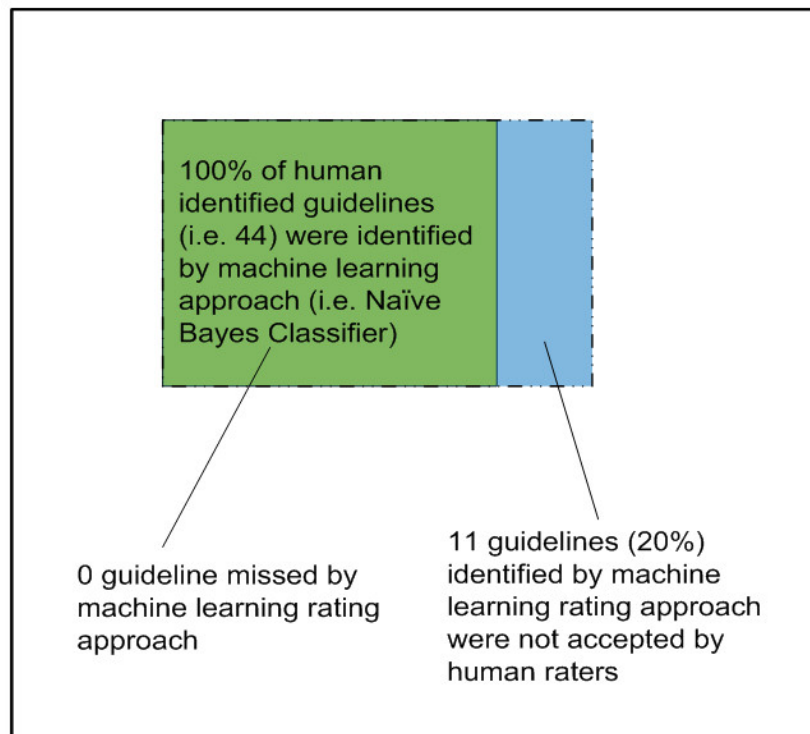 100% of human
identified guidelines
(i.e. 44) were identified
by machine learning
approach (i.e. Naïve
Bayes Classifier)
0 guideline missed by
machine learning rating
approach
11 guidelines (20%)
identified by machine
learning rating approach
were not accepted by
human raters